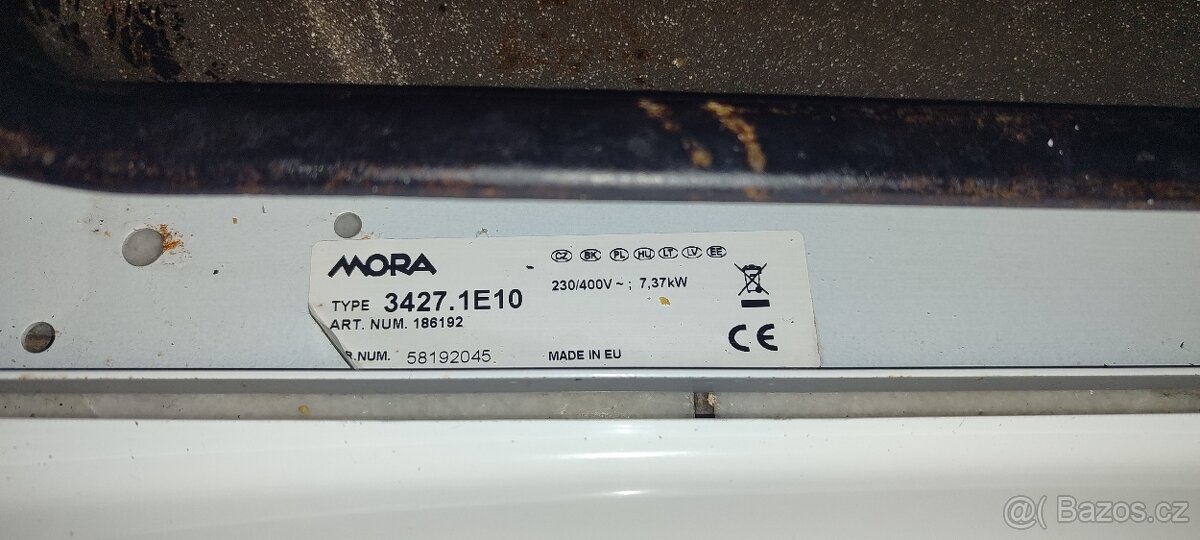 MORA
TYPE 3427.1E10
ART. NUM. 186192
R.NUM. 58192045
CZ SK PL HU LT LV EE
230/400V ~ ; 7,37kW
CE
MADE IN EU
@( Bazos.cz